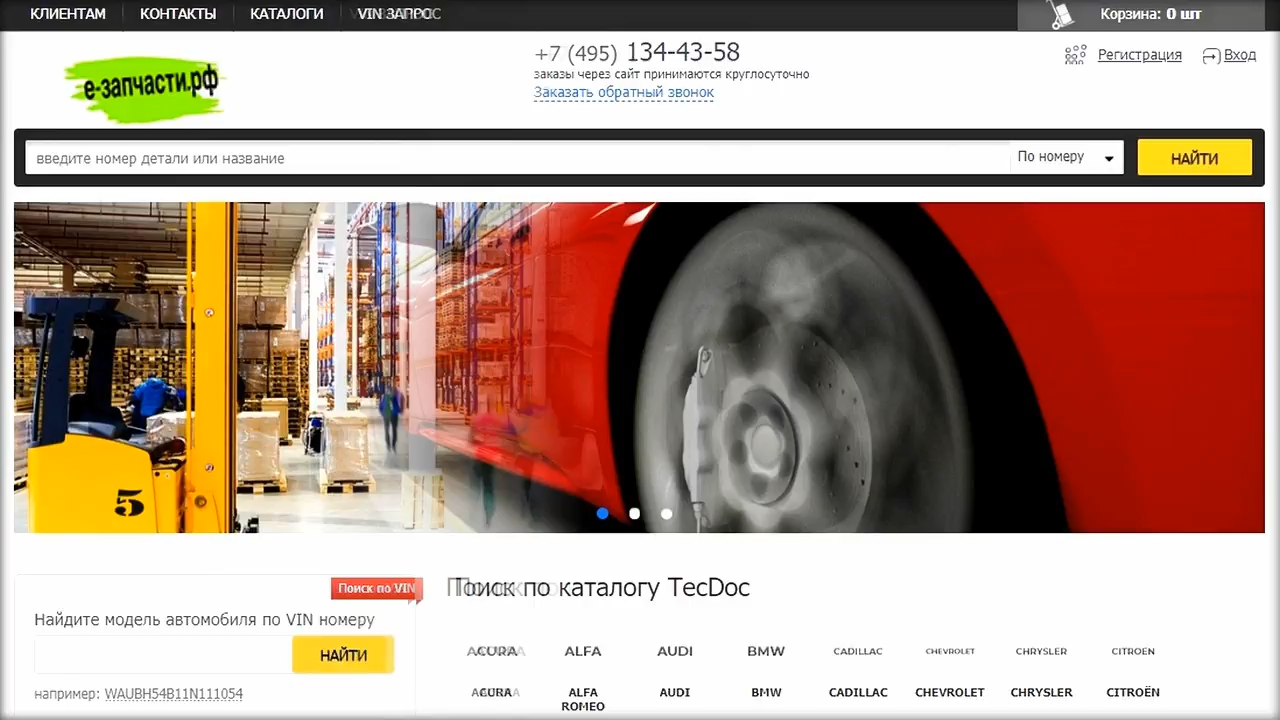 КЛИЕНТАМ КОНТАКТЫ КАТАЛОГИ VIN ЗАПРОС Корзина: 0 шт
е-запчасти.рф
+7 (495) 134-43-58
заказы через сайт принимаются круглосуточно
Заказать обратный звонок
Регистрация Вход
введите номер детали или название По номеру НАЙТИ
5
Поиск по VIN
Найдите модель автомобиля по VIN номеру
НАЙТИ
например: WAUBH54B11N111054
Поиск по каталогу TecDoc
ACURA ALFA AUDI BMW CADILLAC CHEVROLET CHRYSLER CITROEN
ACURA ALFA ROMEO AUDI BMW CADILLAC CHEVROLET CHRYSLER CITROËN